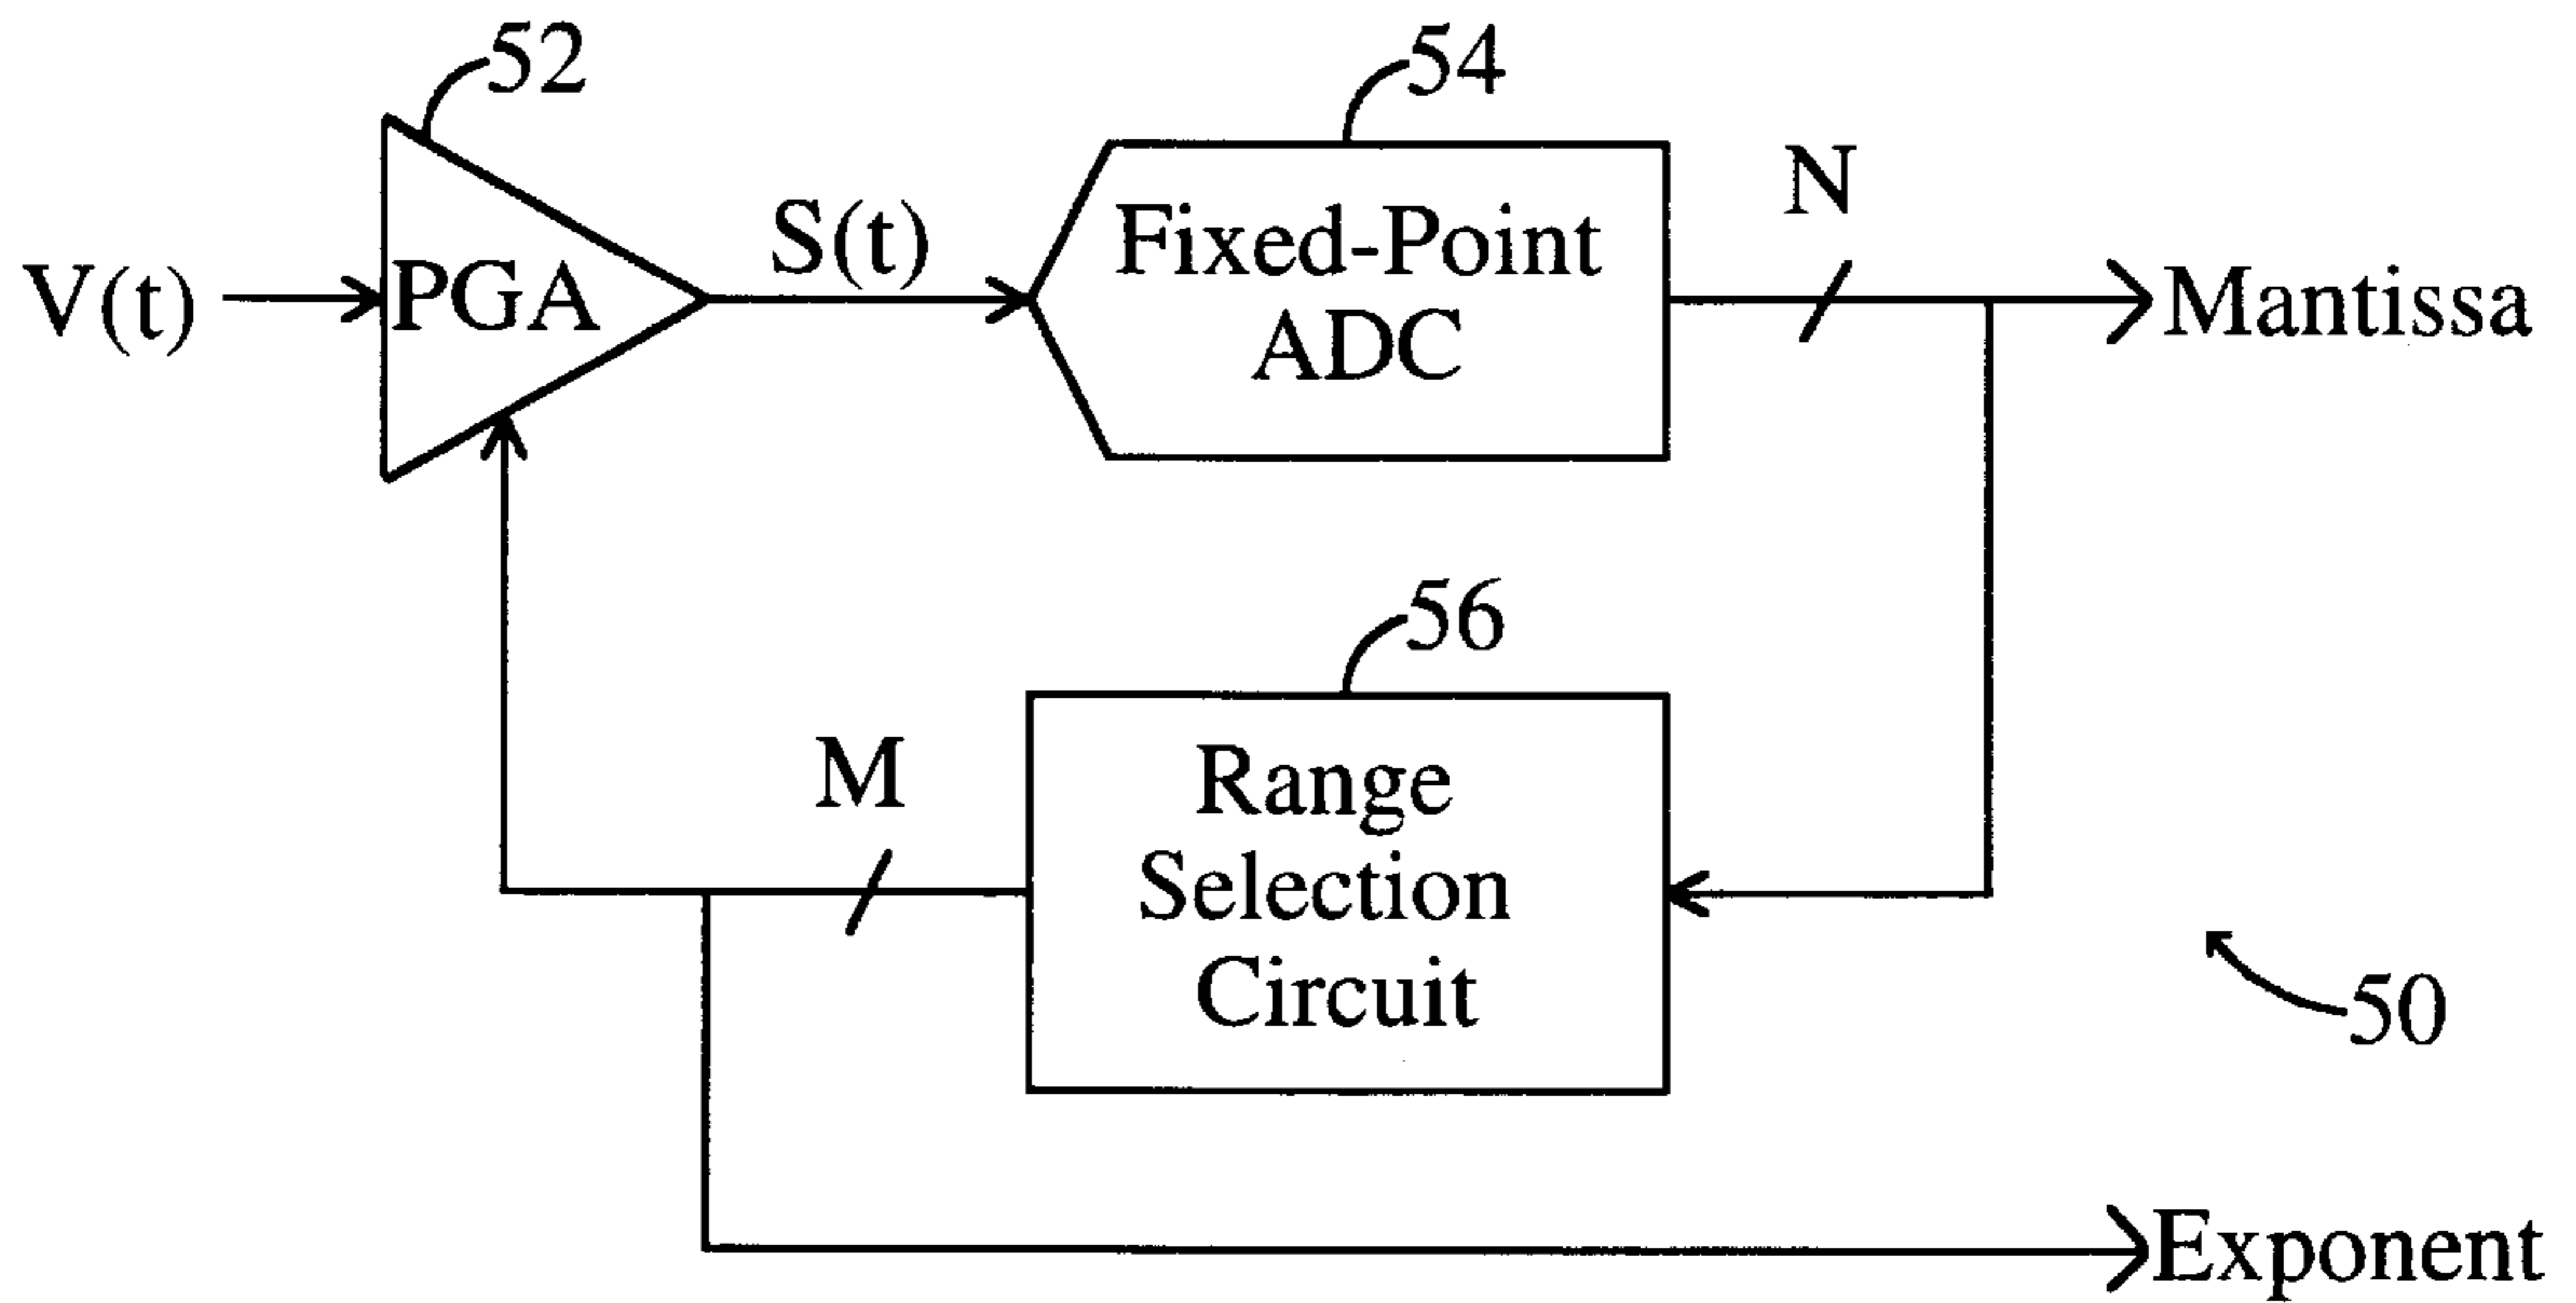 52
54
N
V(t)
PGA
S(t)
Fixed-Point
ADC
Mantissa
56
M
Range
Selection
Circuit
50
Exponent